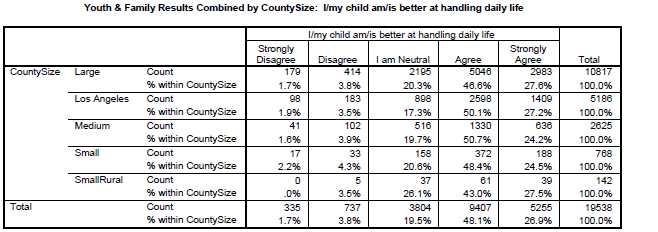 Youth & Family Results Combined by CountySize: I/my child am/is better at handling daily life
I/my child am/is better at handling daily life
Strongly Disagree Disagree I am Neutral Agree Strongly Agree Total
CountySize Large Count 179 414 2195 5046 2983 10817
% within CountySize 1.7% 3.8% 20.3% 46.6% 27.6% 100.0%
Los Angeles Count 98 183 898 2598 1409 5186
% within CountySize 1.9% 3.5% 17.3% 50.1% 27.2% 100.0%
Medium Count 41 102 516 1330 636 2625
% within CountySize 1.6% 3.9% 19.7% 50.7% 24.2% 100.0%
Small Count 17 33 158 372 188 768
% within CountySize 2.2% 4.3% 20.6% 48.4% 24.5% 100.0%
SmallRural Count 0 5 37 61 39 142
% within CountySize .0% 3.5% 26.1% 43.0% 27.5% 100.0%
Total Count 335 737 3804 9407 5255 19538
% within CountySize 1.7% 3.8% 19.5% 48.1% 26.9% 100.0%